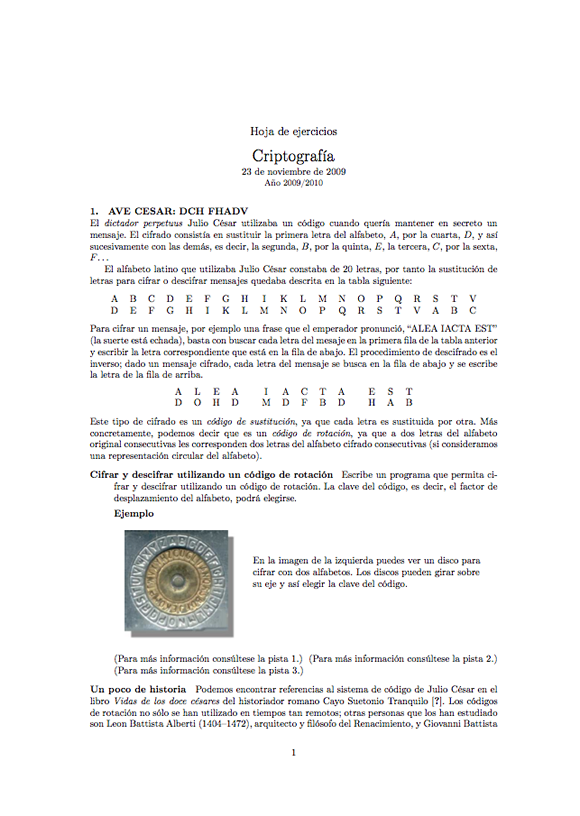 Hoja de ejercicios
Criptografía
23 de noviembre de 2009
Año 2009/2010
1. AVE CESAR: DCH FHADV
El dictador perpetuus Julio César utilizaba un código cuando quería mantener en secreto un
mensaje. El cifrado consistía en sustituir la primera letra del alfabeto, A, por la cuarta, D, y así
sucesivamente con las demás, es decir, la segunda, B, por la quinta, E, la tercera, C, por la sexta,
F...
El alfabeto latino que utilizaba Julio César constaba de 20 letras, por tanto la sustitución de
letras para cifrar o descifrar mensajes quedaba descrita en la tabla siguiente:
A B C D E F G H I K L M N O P Q R S T V
D E F G H I K L M N O P Q R S T V A B C
Para cifrar un mensaje, por ejemplo una frase que el emperador pronunció, “ALEA IACTA EST”
(la suerte está echada), basta con buscar cada letra del mesaje en la primera fila de la tabla anterior
y escribir la letra correspondiente que está en la fila de abajo. El procedimiento de descifrado es el
inverso; dado un mensaje cifrado, cada letra del mensaje se busca en la fila de abajo y se escribe
la letra de la fila de arriba.
A L E A I A C T A E S T
D O H D M D F B D H A B
Este tipo de cifrado es un código de sustitución, ya que cada letra es sustituida por otra. Más
concretamente, podemos decir que es un código de rotación, ya que a dos letras del alfabeto
original consecutivas les corresponden dos letras del alfabeto cifrado consecutivas (si consideramos
una representación circular del alfabeto).
Cifrar y descifrar utilizando un código de rotación Escribe un programa que permita ci-
frar y descifrar utilizando un código de rotación. La clave del código, es decir, el factor de
desplazamiento del alfabeto, podrá elegirse.
Ejemplo
En la imagen de la izquierda puedes ver un disco para
cifrar con dos alfabetos. Los discos pueden girar sobre
su eje y así elegir la clave del código.
(Para más información consúltese la pista 1.) (Para más información consúltese la pista 2.)
(Para más información consúltese la pista 3.)
Un poco de historia Podemos encontrar referencias al sistema de código de Julio César en el
libro Vidas de los doce césares del historiador romano Cayo Suetonio Tranquilo [?]. Los códigos
de rotación no sólo se han utilizado en tiempos tan remotos; otras personas que los han estudiado
son Leon Battista Alberti (1404–1472), arquitecto y filósofo del Renacimiento, y Giovanni Battista
1